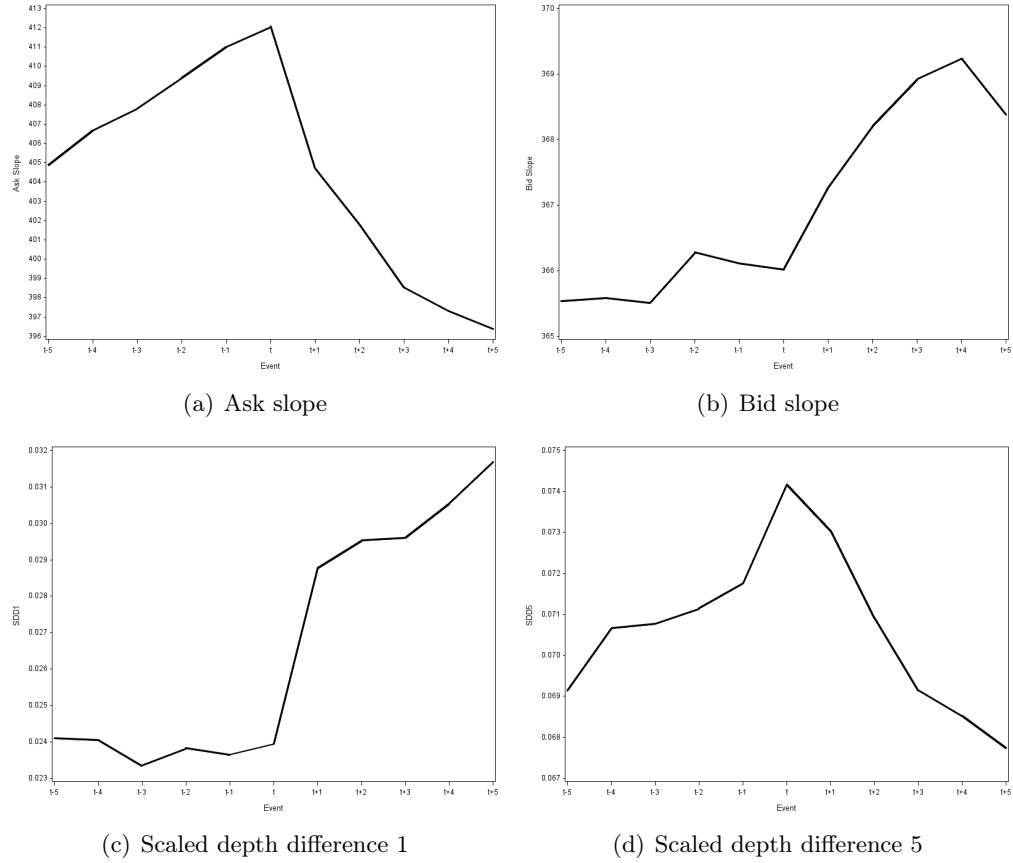 413
412
411
410
409
408
407
406
405
404
403
402
401
400
399
398
397
396
Ask Slope
t-5 t-4 t-3 t-2 t-1 t t+1 t+2 t+3 t+4 t+5
Event
(a) Ask slope
370
369
368
367
366
365
Bid Slope
t-5 t-4 t-3 t-2 t-1 t t+1 t+2 t+3 t+4 t+5
Event
(b) Bid slope
0.032
0.031
0.030
0.029
0.028
0.027
0.026
0.025
0.024
0.023
SDD1
t-5 t-4 t-3 t-2 t-1 t t+1 t+2 t+3 t+4 t+5
Event
(c) Scaled depth difference 1
0.075
0.074
0.073
0.072
0.071
0.070
0.069
0.068
0.067
SDD5
t-5 t-4 t-3 t-2 t-1 t t+1 t+2 t+3 t+4 t+5
Event
(d) Scaled depth difference 5